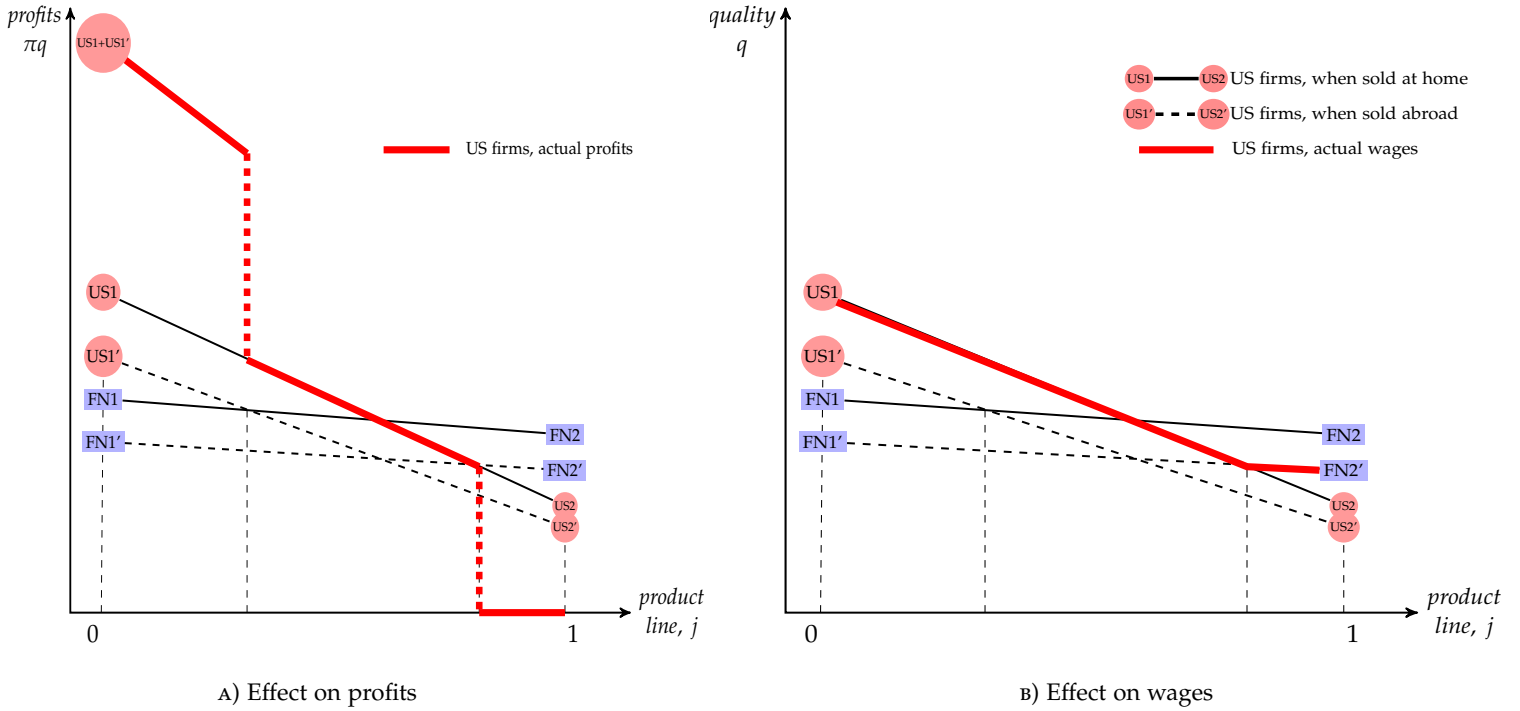 profits
πq
US1+US1'
US firms, actual profits
US1
US1'
FN1
FN1'
FN2
FN2'
US2
US2'
0
1
product
line, j
A) Effect on profits
quality
q
US1 US2 US firms, when sold at home
US1' US2' US firms, when sold abroad
US firms, actual wages
US1
US1'
FN1
FN1'
FN2
FN2'
US2
US2'
0
1
product
line, j
B) Effect on wages